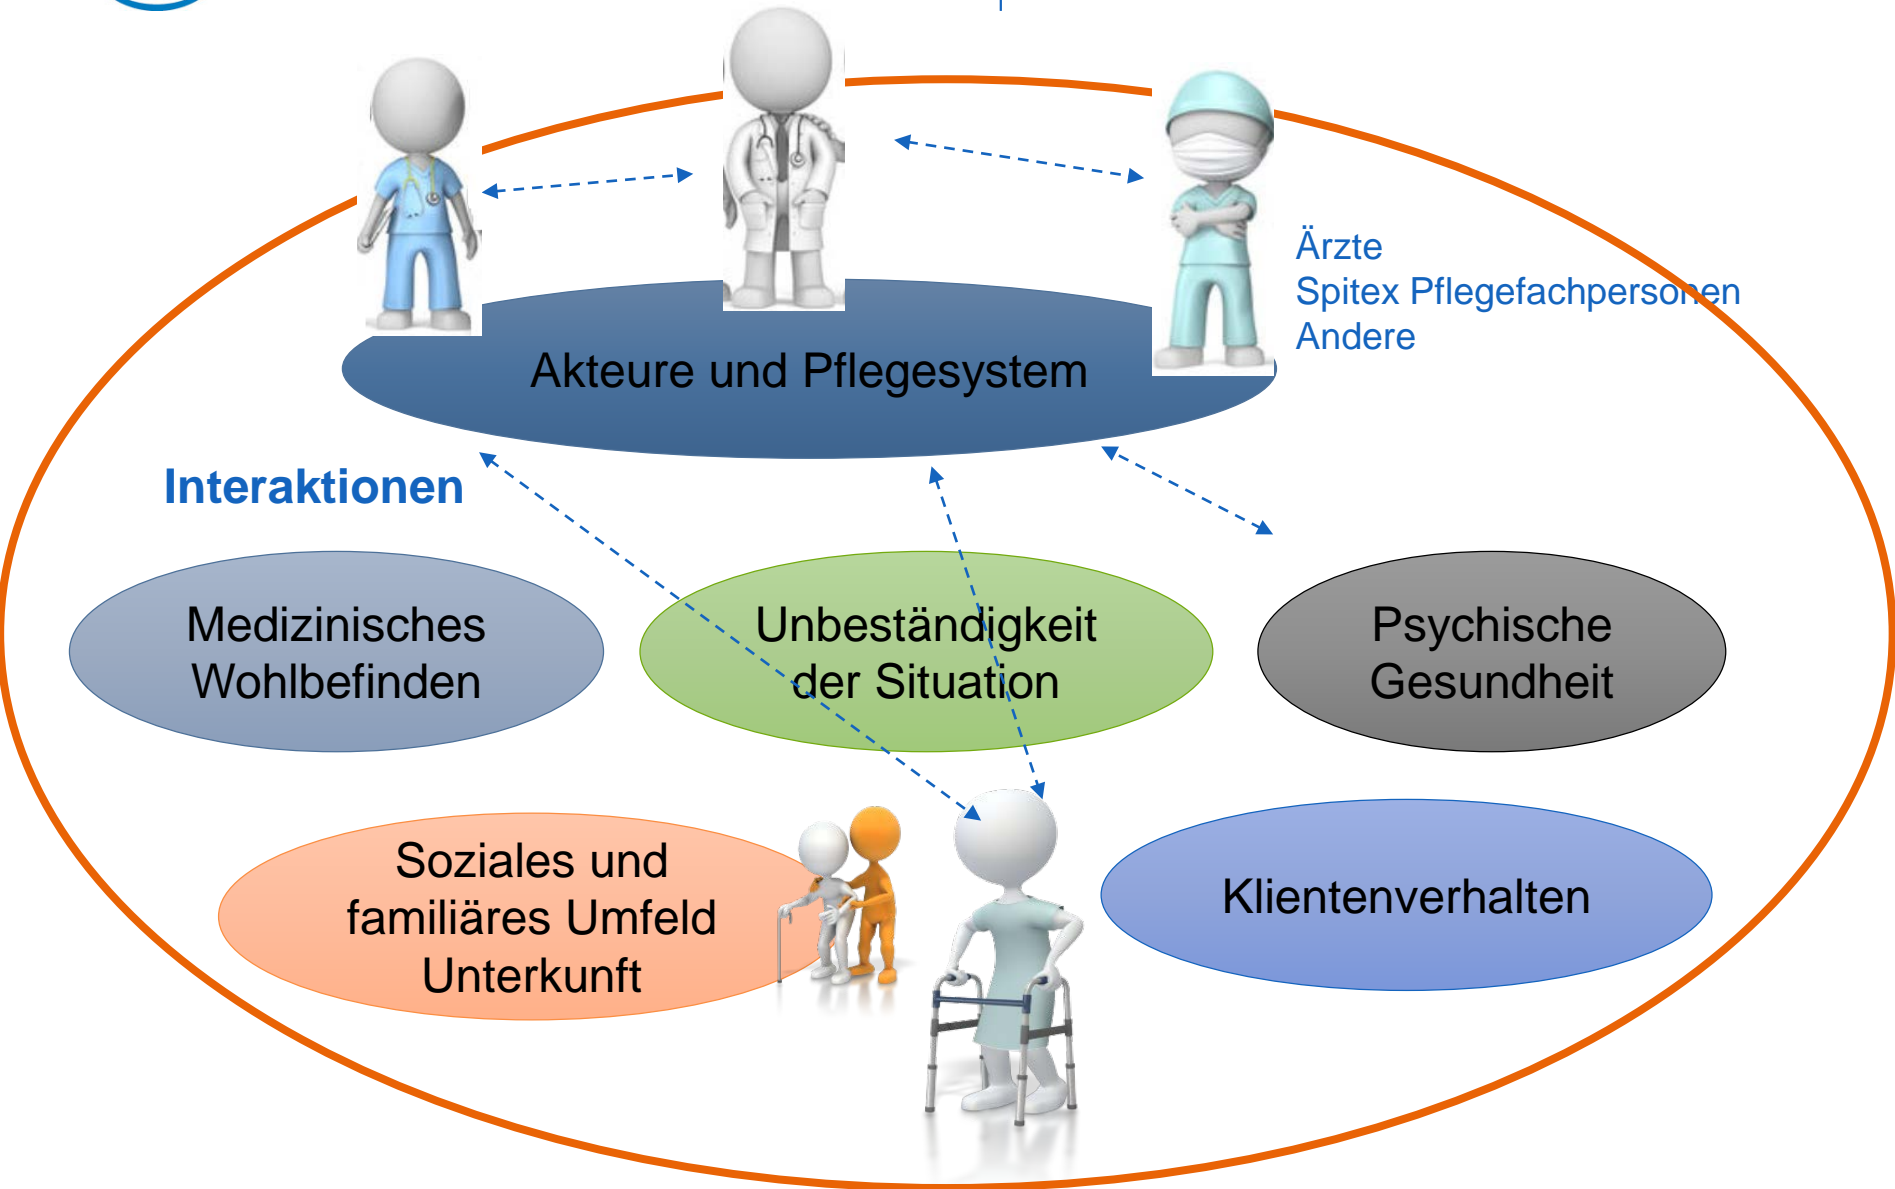 Ärzte
Spitex Pflegefachpersonen
Andere
Akteure und Pflegesystem
Interaktionen
Medizinisches
Wohlbefinden
Unbeständigkeit
der Situation
Psychische
Gesundheit
Soziales und
familiäres Umfeld
Unterkunft
Klientenverhalten